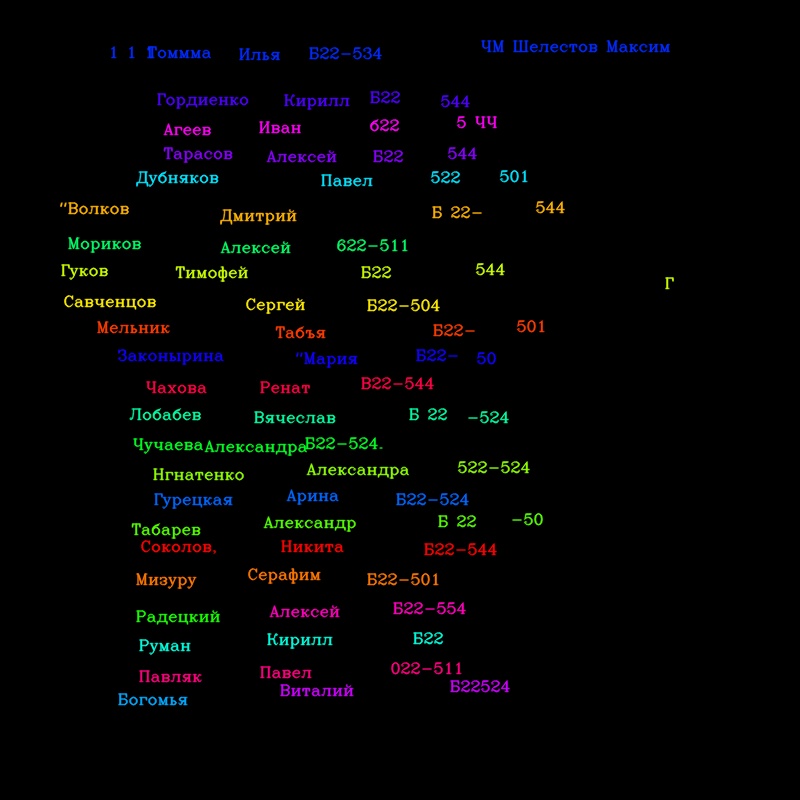 1 1 Томмма Илья Б22-534 ЧМ Шелестов Максим
Гордиенко Кирилл Б22 544
Агеев Иван 622 5 ЧЧ
Тарасов Алексей Б22 544
Дубняков Павел 522 501
"Волков Дмитрий Б 22- 544
Мориков Алексей 622-511
Гуков Тимофей Б22 544
Г
Савченцов Сергей Б22-504
Мельник Табъя Б22- 501
Законырина "Мария Б22- 50
Чахова Ренат В22-544
Лобабев Вячеслав Б 22 -524
Чучаева Александра Б22-524.
Нгнатенко Александра 522-524
Гурецкая Арина Б22-524
Табарев Александр Б 22 -50
Соколов, Никита Б22-544
Мизуру Серафим Б22-501
Радецкий Алексей Б22-554
Руман Кирилл Б22
Павляк Павел 022-511
Богомья Виталий Б22524